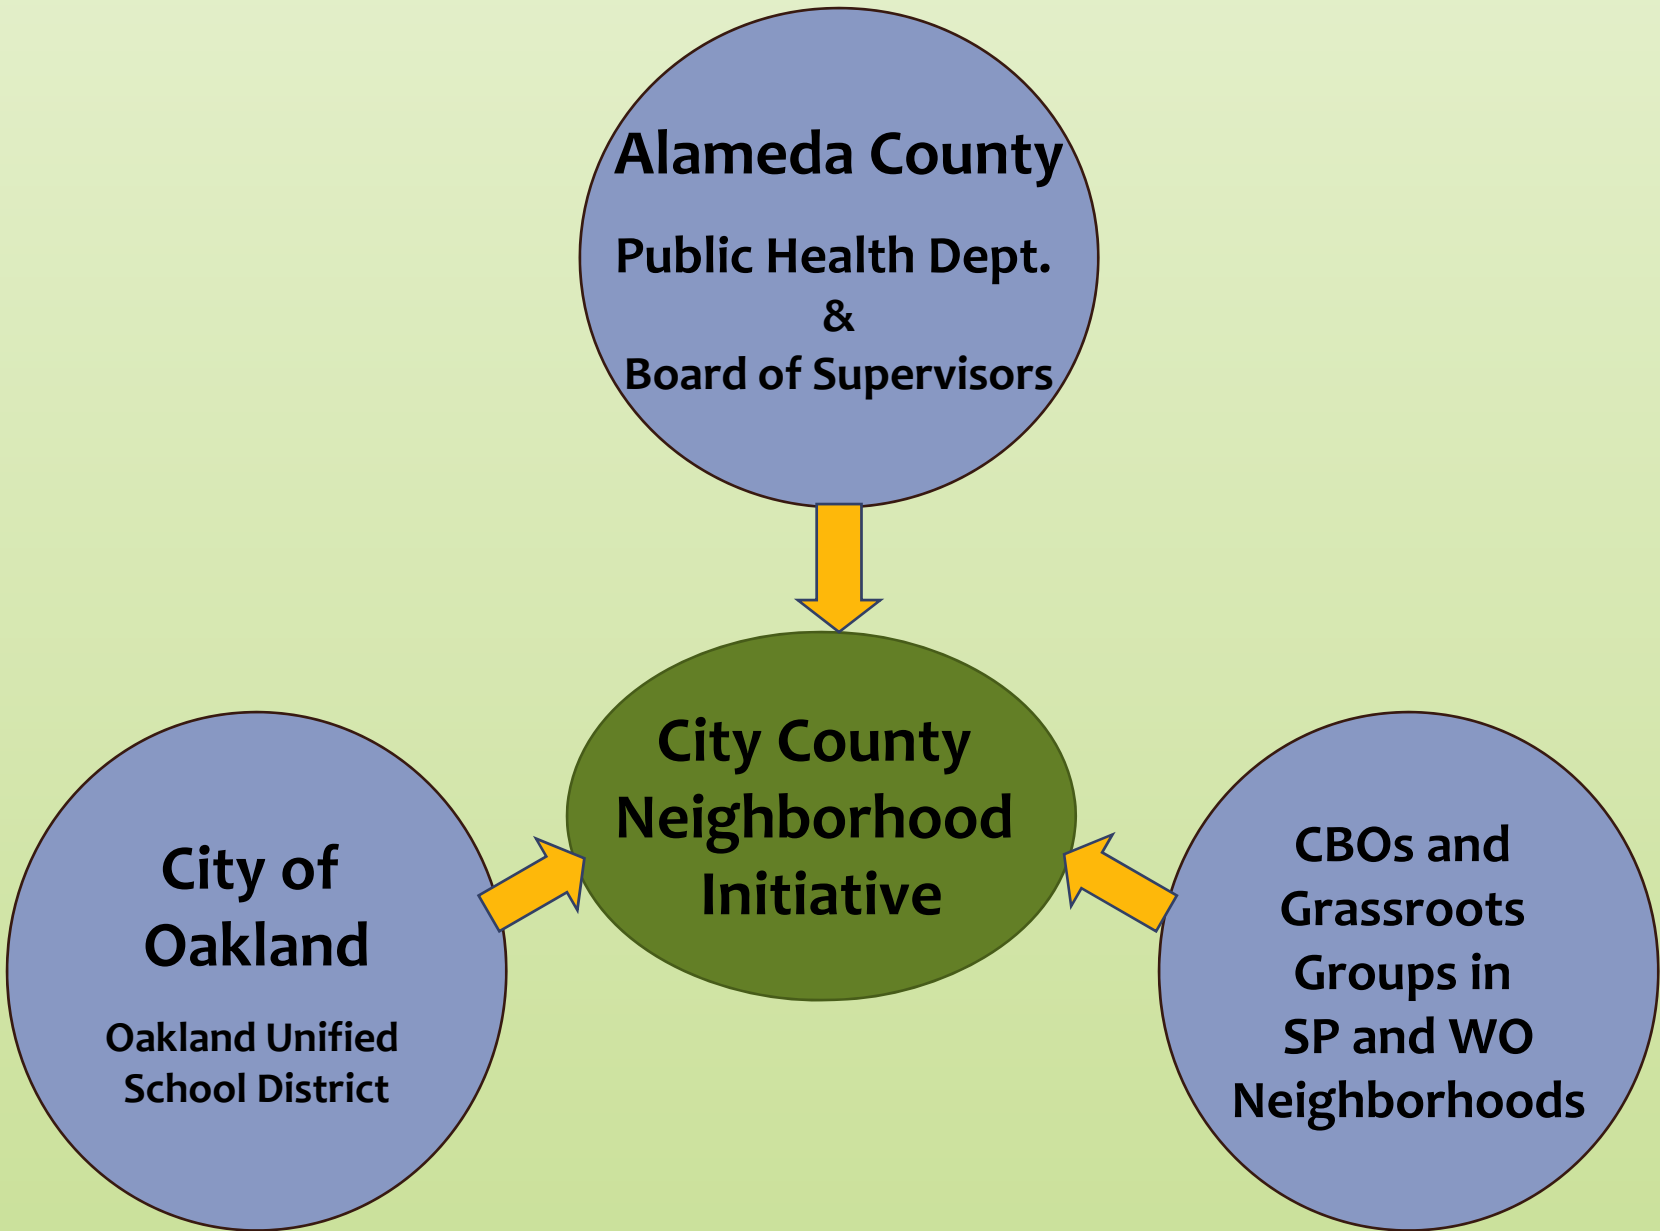 Alameda County
Public Health Dept.
&
Board of Supervisors
City County
Neighborhood
Initiative
City of
Oakland
Oakland Unified
School District
CBOs and
Grassroots
Groups in
SP and WO
Neighborhoods